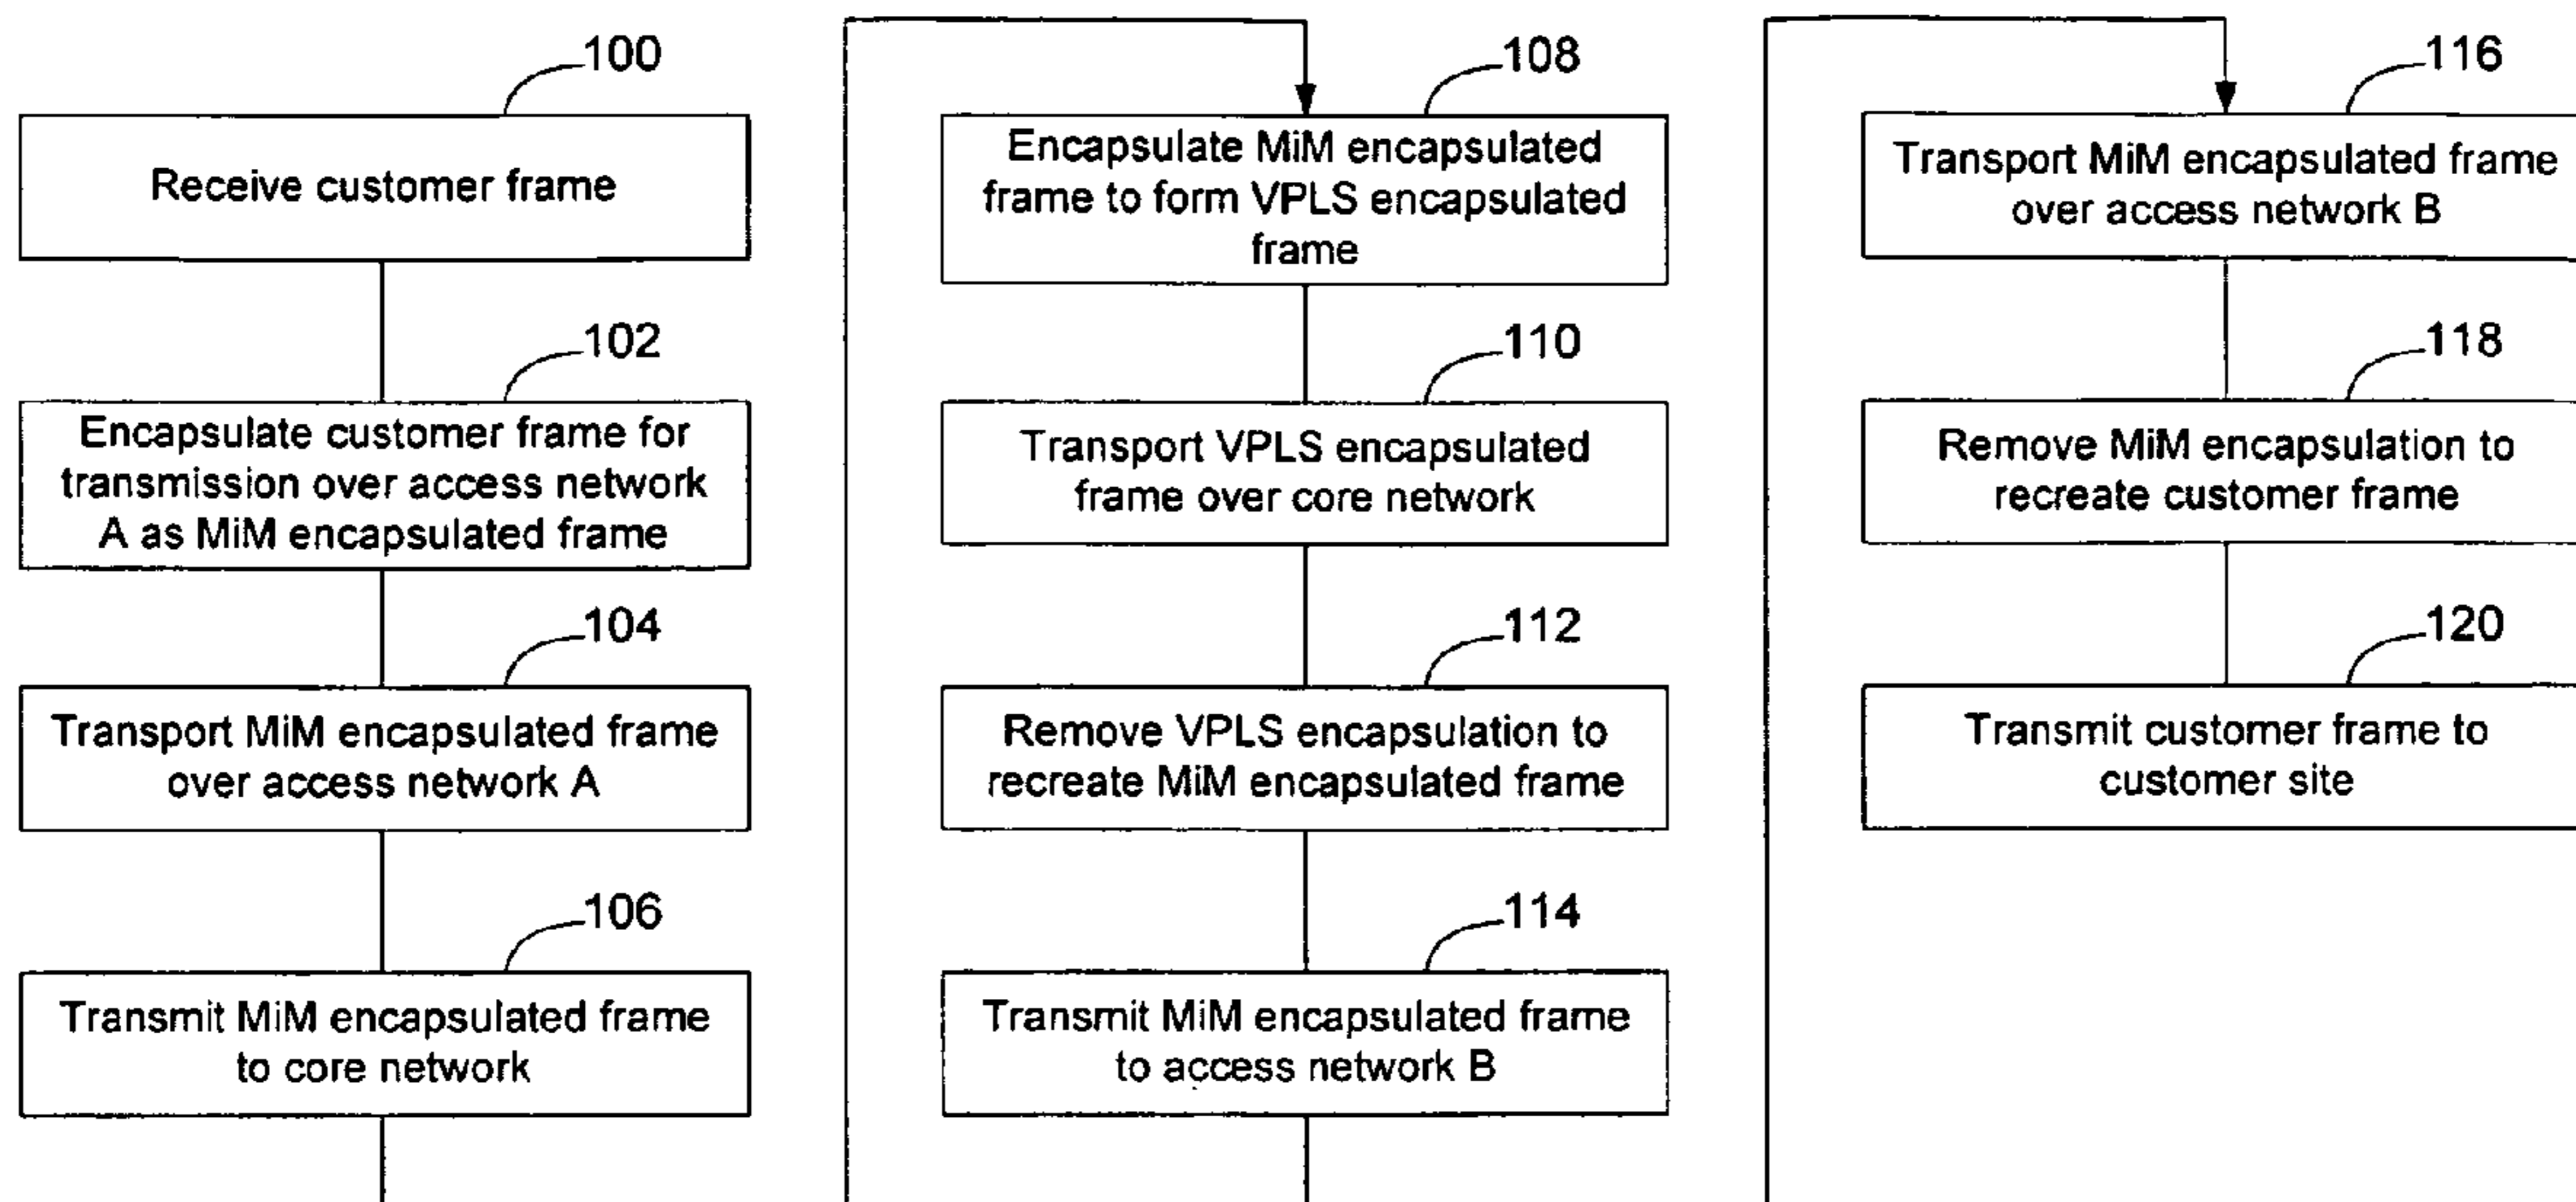 100
Receive customer frame
102
Encapsulate customer frame for
transmission over access network
A as MiM encapsulated frame
104
Transport MiM encapsulated frame
over access network A
106
Transmit MiM encapsulated frame
to core network
108
Encapsulate MiM encapsulated
frame to form VPLS encapsulated
frame
110
Transport VPLS encapsulated
frame over core network
112
Remove VPLS encapsulation to
recreate MiM encapsulated frame
114
Transmit MiM encapsulated frame
to access network B
116
Transport MiM encapsulated frame
over access network B
118
Remove MiM encapsulation to
recreate customer frame
120
Transmit customer frame to
customer site